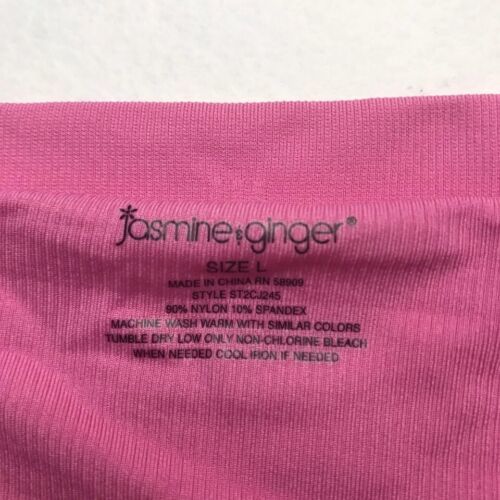 jasmine & ginger®
SIZE L
MADE IN CHINA RN 58909
STYLE ST2CJ245
90% NYLON 10% SPANDEX
MACHINE WASH WARM WITH SIMILAR COLORS
TUMBLE DRY LOW ONLY NON-CHLORINE BLEACH
WHEN NEEDED COOL IRON IF NEEDED